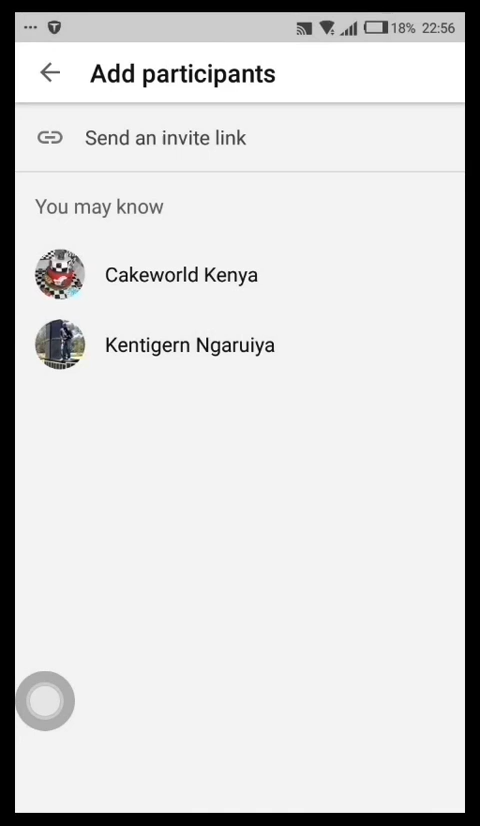 18% 22:56
Add participants
Send an invite link
You may know
Cakeworld Kenya
Kentigern Ngaruiya